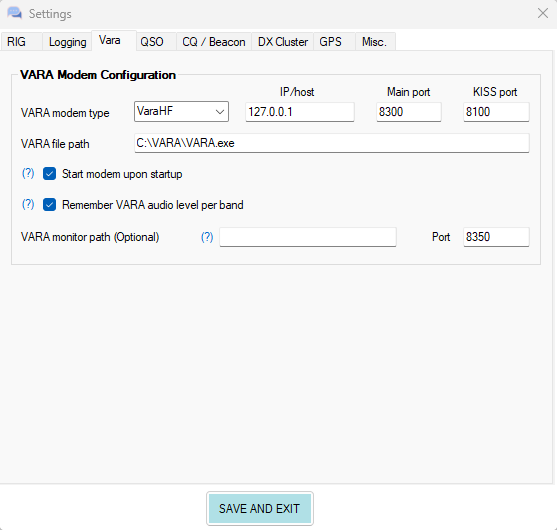 Settings
RIG Logging Vara QSO CQ / Beacon DX Cluster GPS Misc.
VARA Modem Configuration
IP/host Main port KISS port
VARA modem type VaraHF 127.0.0.1 8300 8100
VARA file path C:\VARA\VARA.exe
(?) Start modem upon startup
(?) Remember VARA audio level per band
VARA monitor path (Optional) (?) Port 8350
SAVE AND EXIT